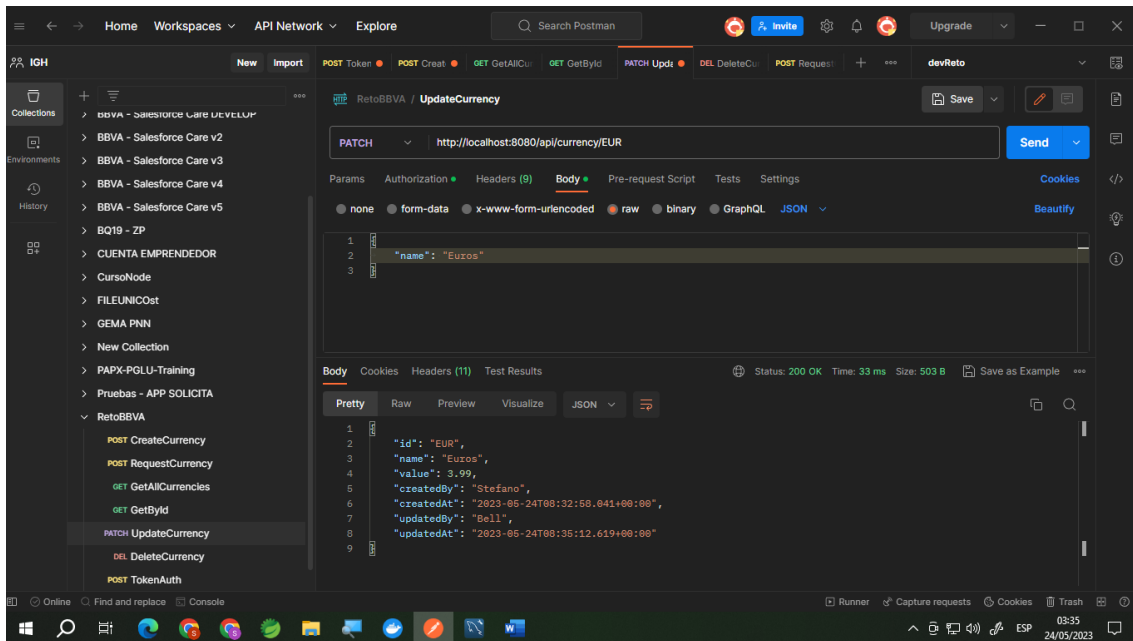 Home Workspaces API Network Explore Search Postman Invite Upgrade
IGH New Import POST Token POST Creat GET GetAllCur GET GetById PATCH Upda DEL DeleteCu POST Request devReto
Collections
Environments
History
BBVA - Salesforce Care DEVELOP
BBVA - Salesforce Care v2
BBVA - Salesforce Care v3
BBVA - Salesforce Care v4
BBVA - Salesforce Care v5
BQ19 - ZP
CUENTA EMPRENDEDOR
CursoNode
FILEUNICOst
GEMA PNN
New Collection
PAPX-PGLU-Training
Pruebas - APP SOLICITA
RetoBBVA
POST CreateCurrency
POST RequestCurrency
GET GetAllCurrencies
GET GetById
PATCH UpdateCurrency
DEL DeleteCurrency
POST TokenAuth
HTTP RetoBBVA / UpdateCurrency Save
PATCH http://localhost:8080/api/currency/EUR Send
Params Authorization Headers (9) Body Pre-request Script Tests Settings Cookies
none form-data x-www-form-urlencoded raw binary GraphQL JSON Beautify
1 {
2 "name": "Euros"
3 }
Body Cookies Headers (11) Test Results Status: 200 OK Time: 33 ms Size: 503 B Save as Example
Pretty Raw Preview Visualize JSON
1 {
2 "id": "EUR",
3 "name": "Euros",
4 "value": 3.99,
5 "createdBy": "Stefano",
6 "createdAt": "2023-05-24T08:32:58.041+00:00",
7 "updatedBy": "Bell",
8 "updatedAt": "2023-05-24T08:35:12.619+00:00"
9 }
Online Find and replace Console Runner Capture requests Cookies Trash
ESP 03:35
24/05/2023